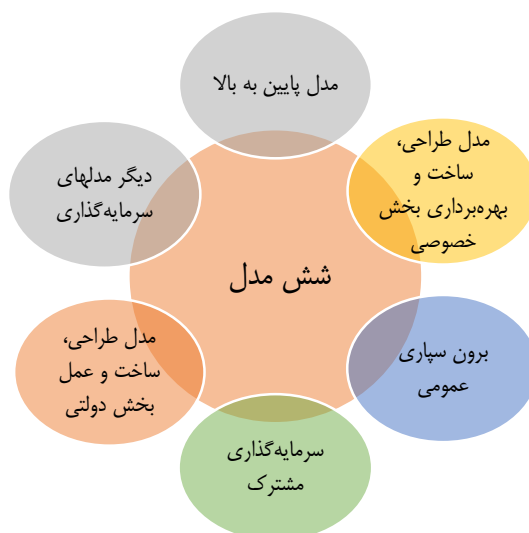 مدل پایین به بالا
مدل طراحی،
ساخت و
بهره‌برداری بخش
خصوصی
برون سپاری
عمومی
سرمایه‌گذاری
مشترک
مدل طراحی،
ساخت و عمل
بخش دولتی
دیگر مدلهای
سرمایه‌گذاری
شش مدل